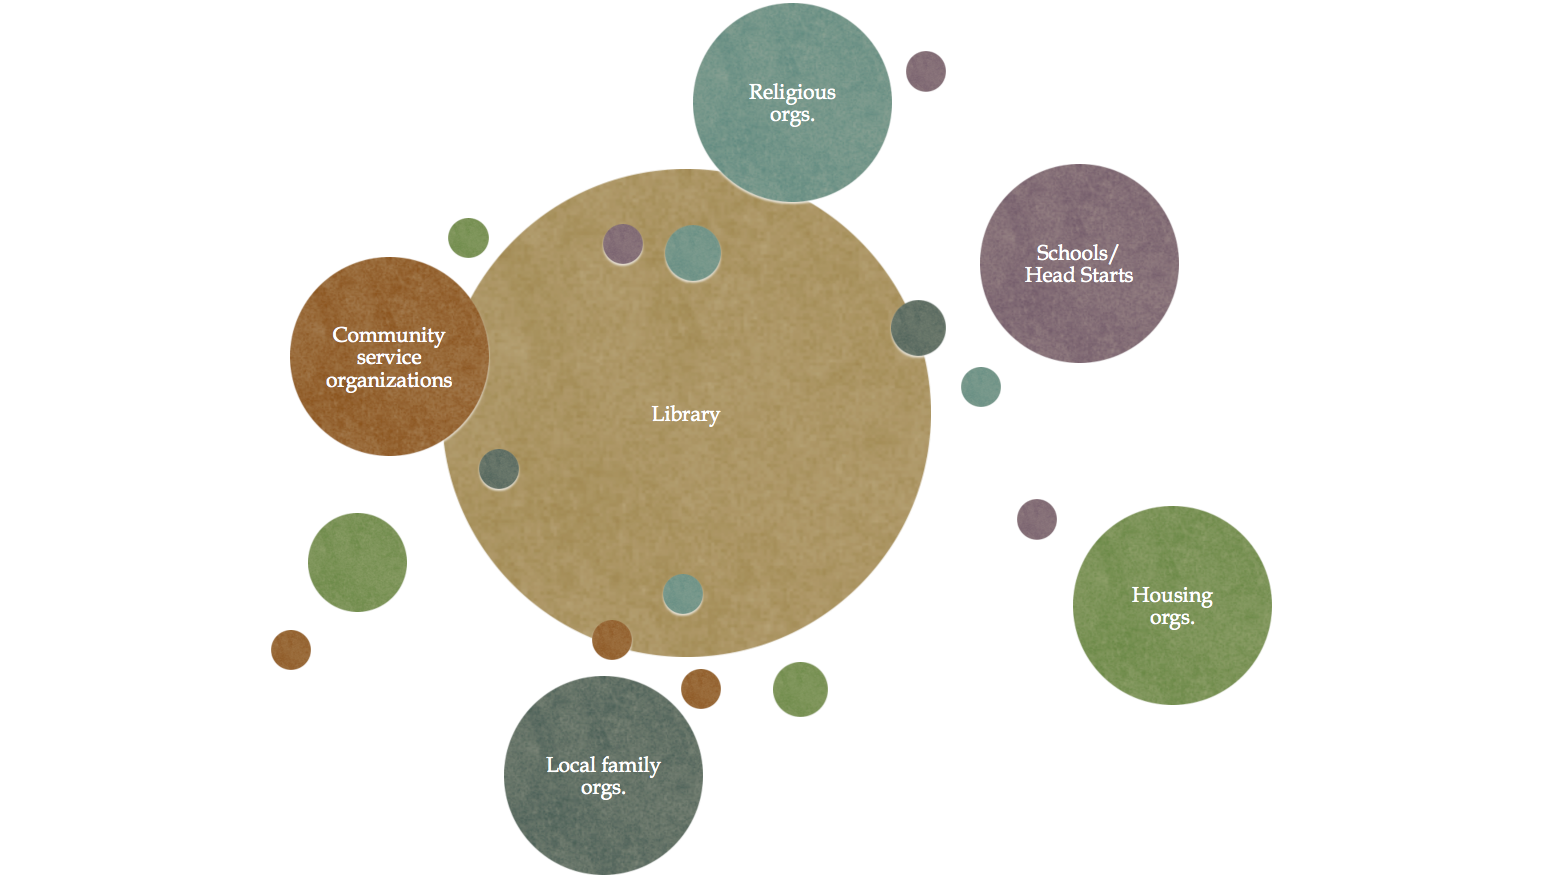 Religious
orgs.
Schools/
Head Starts
Community
service
organizations
Library
Housing
orgs.
Local family
orgs.